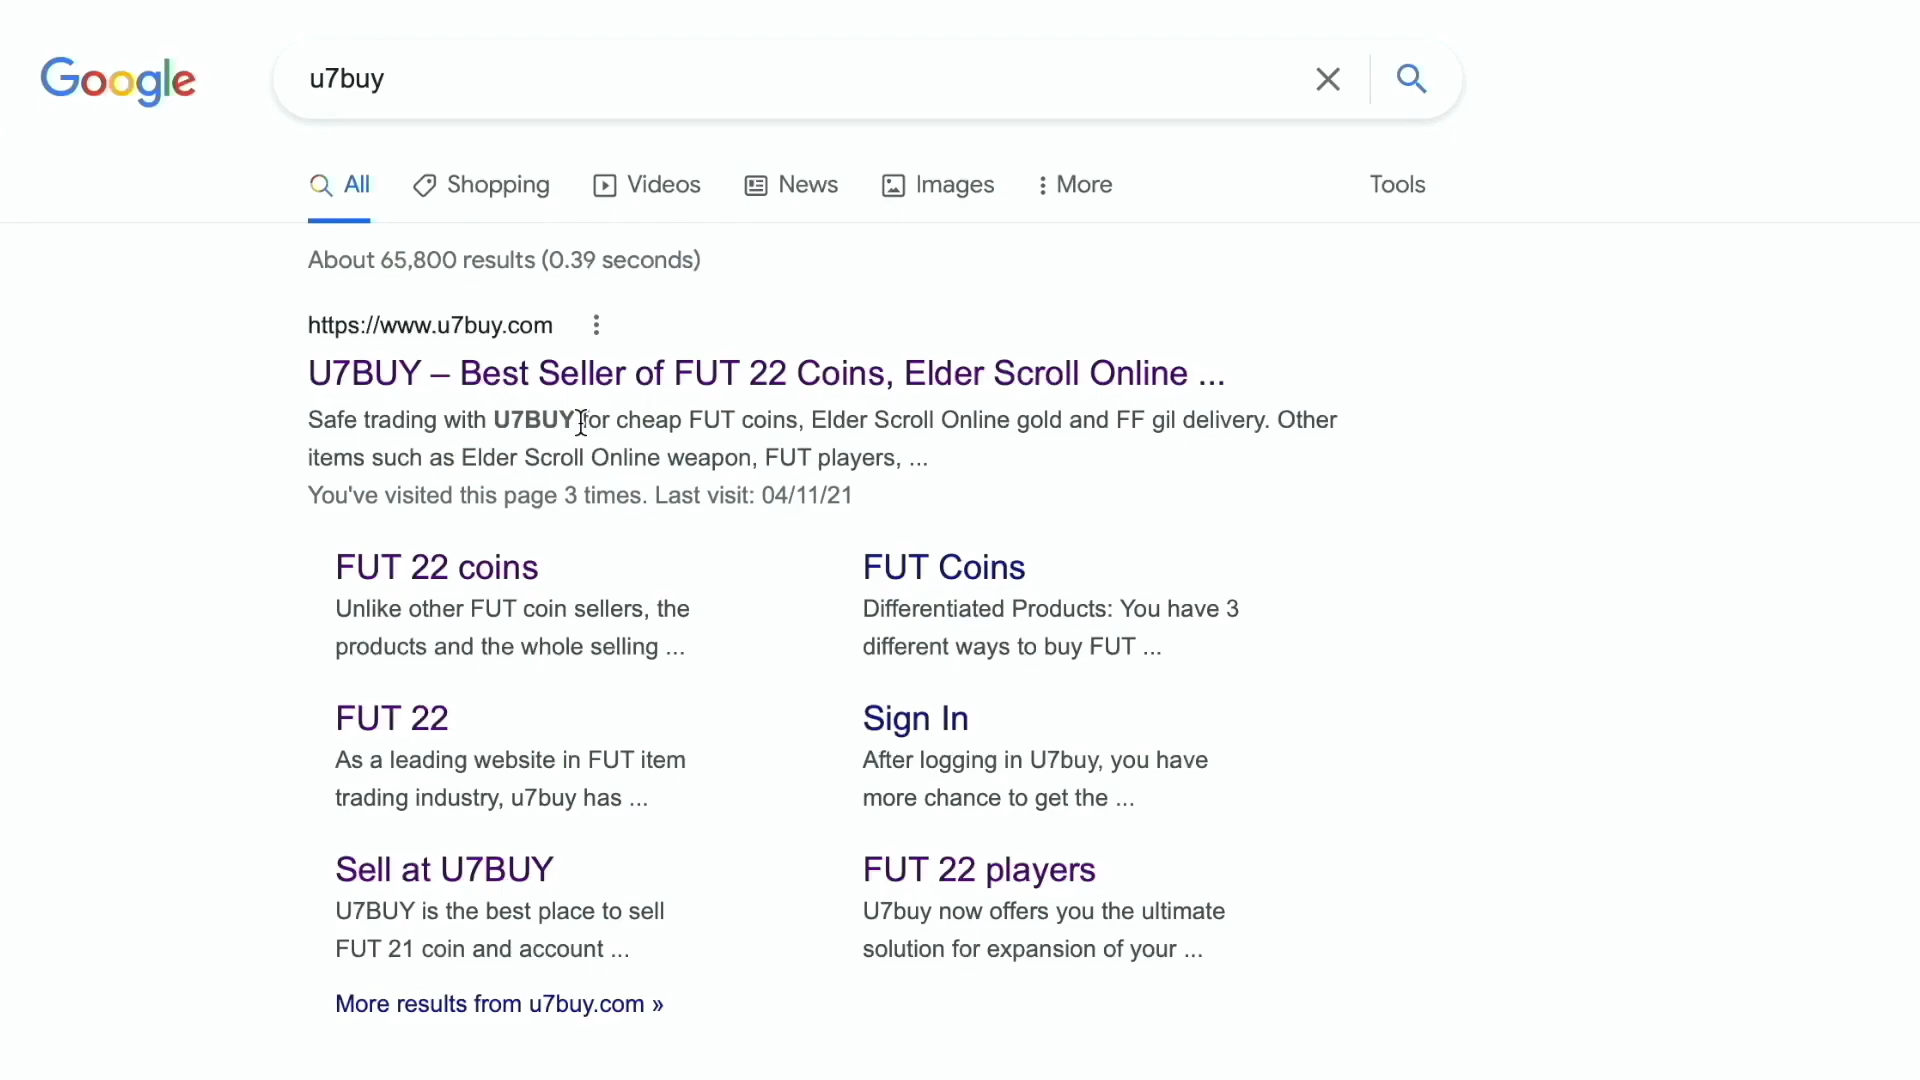 Google
u7buy
All Shopping Videos News Images More Tools
About 65,800 results (0.39 seconds)
https://www.u7buy.com
U7BUY – Best Seller of FUT 22 Coins, Elder Scroll Online ...
Safe trading with U7BUY for cheap FUT coins, Elder Scroll Online gold and FF gil delivery. Other
items such as Elder Scroll Online weapon, FUT players, ...
You've visited this page 3 times. Last visit: 04/11/21
FUT 22 coins
Unlike other FUT coin sellers, the
products and the whole selling ...
FUT Coins
Differentiated Products: You have 3
different ways to buy FUT ...
FUT 22
As a leading website in FUT item
trading industry, u7buy has ...
Sign In
After logging in U7buy, you have
more chance to get the ...
Sell at U7BUY
U7BUY is the best place to sell
FUT 21 coin and account ...
FUT 22 players
U7buy now offers you the ultimate
solution for expansion of your ...
More results from u7buy.com »